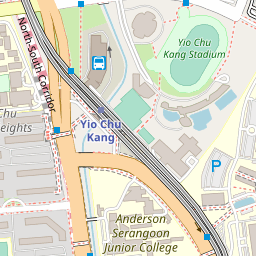 North-South Corridor
Yio Chu
Kang Stadium
Yio Chu
Kang
Chu
Heights
P
Anderson
Serangoon
Junior College